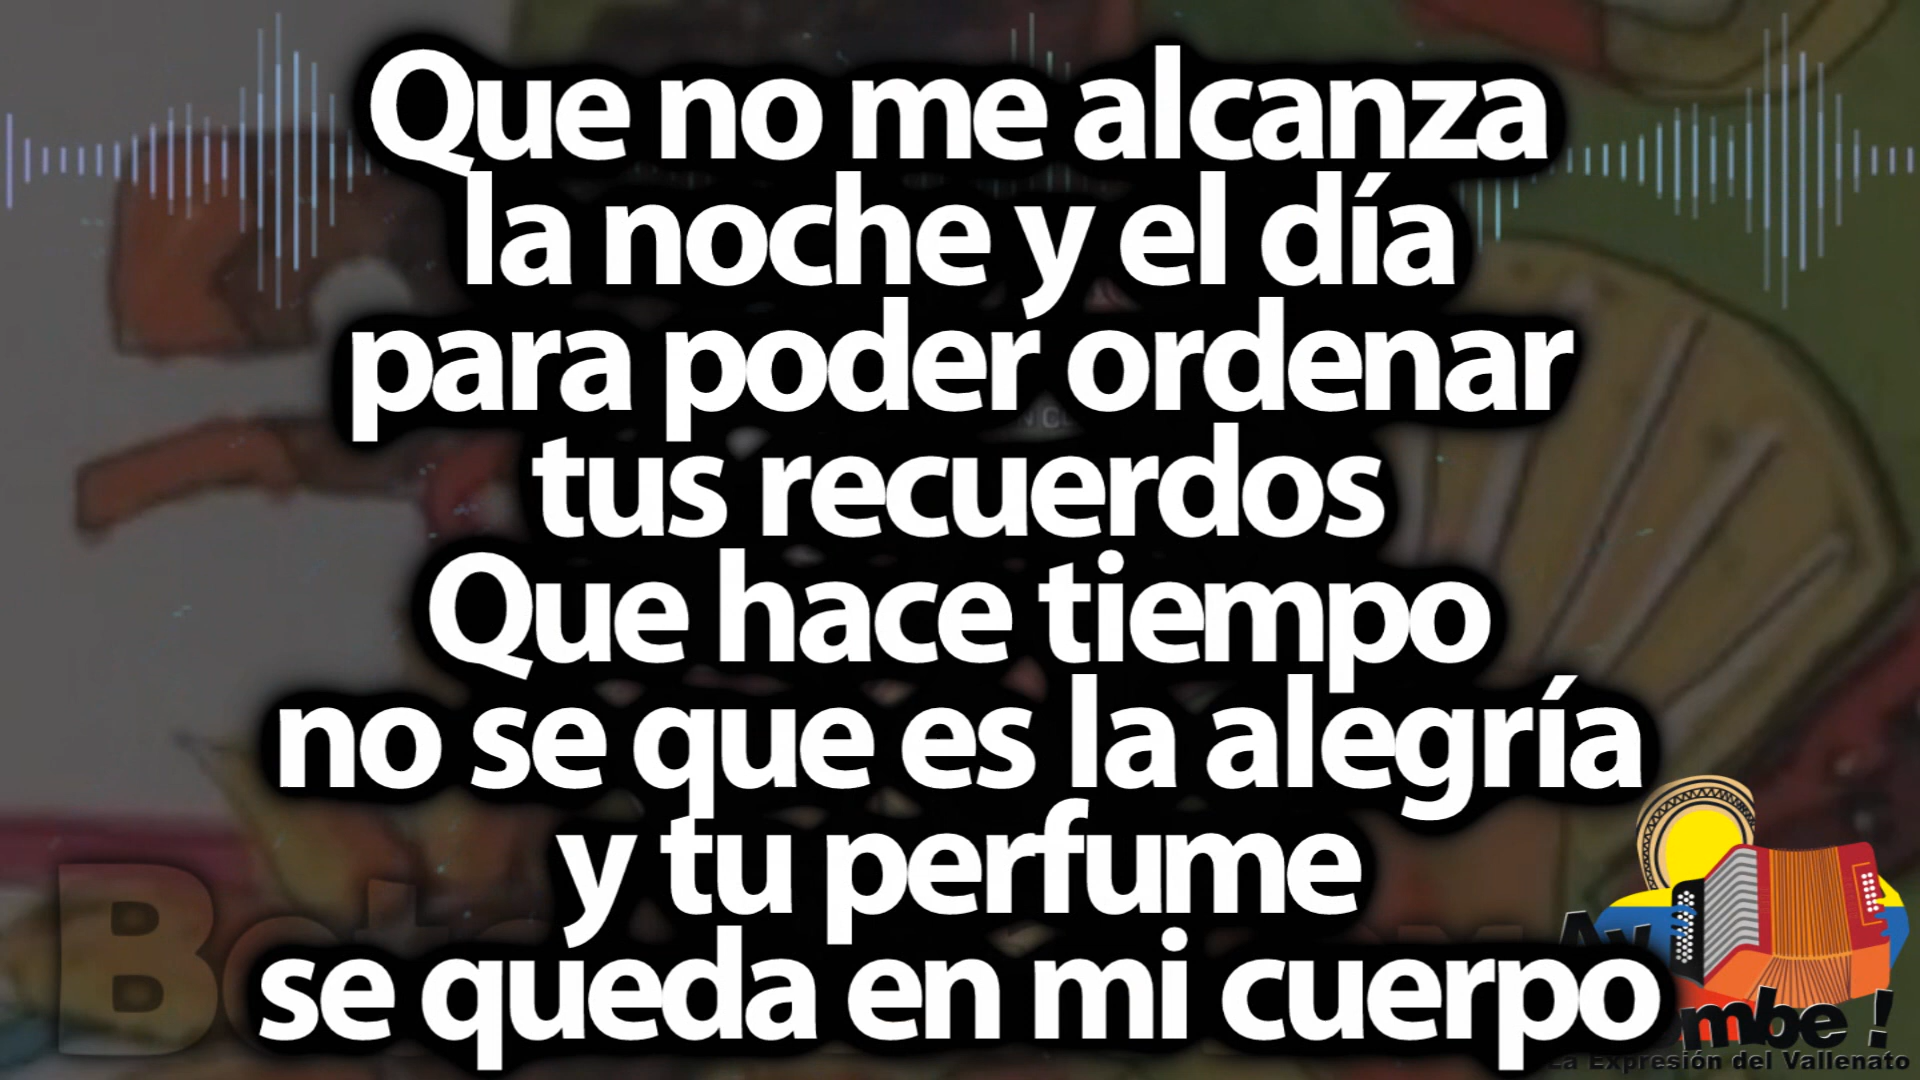 Que no me alcanza
la noche y el día
para poder ordenar
tus recuerdos
Que hace tiempo
no se que es la alegría
y tu perfume
se queda en mi cuerpo
La Expresión del Vallenato